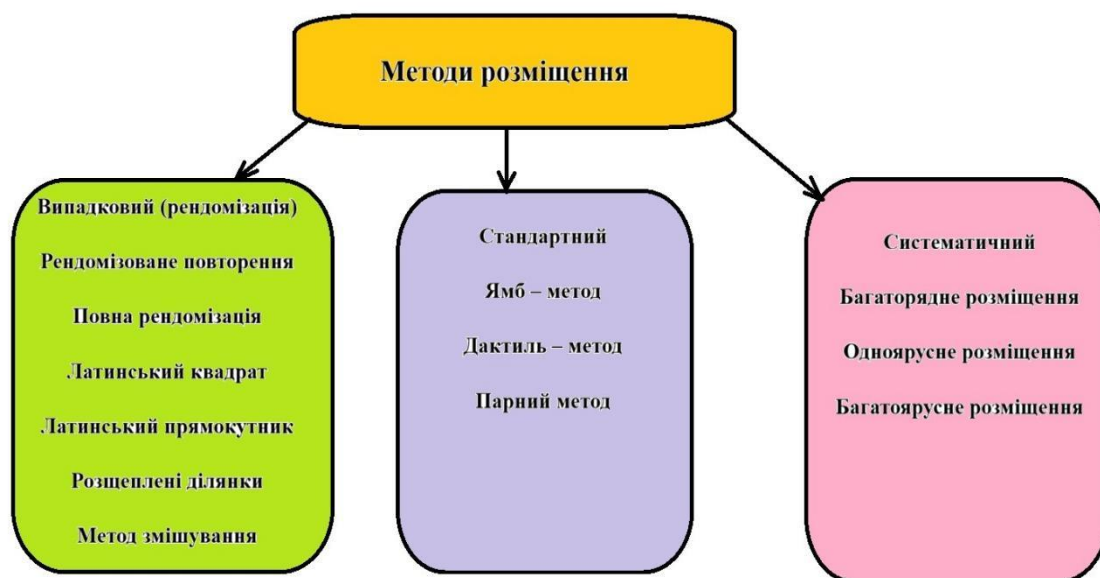 Методи розміщення
Випадковий (рендомізація)
Рендомізоване повторення
Повна рендомізація
Латинський квадрат
Латинський прямокутник
Розщеплені ділянки
Метод змішування
Стандартний
Ямб – метод
Дактиль – метод
Парний метод
Систематичний
Багаторядне розміщення
Одноярусне розміщення
Багатоярусне розміщення